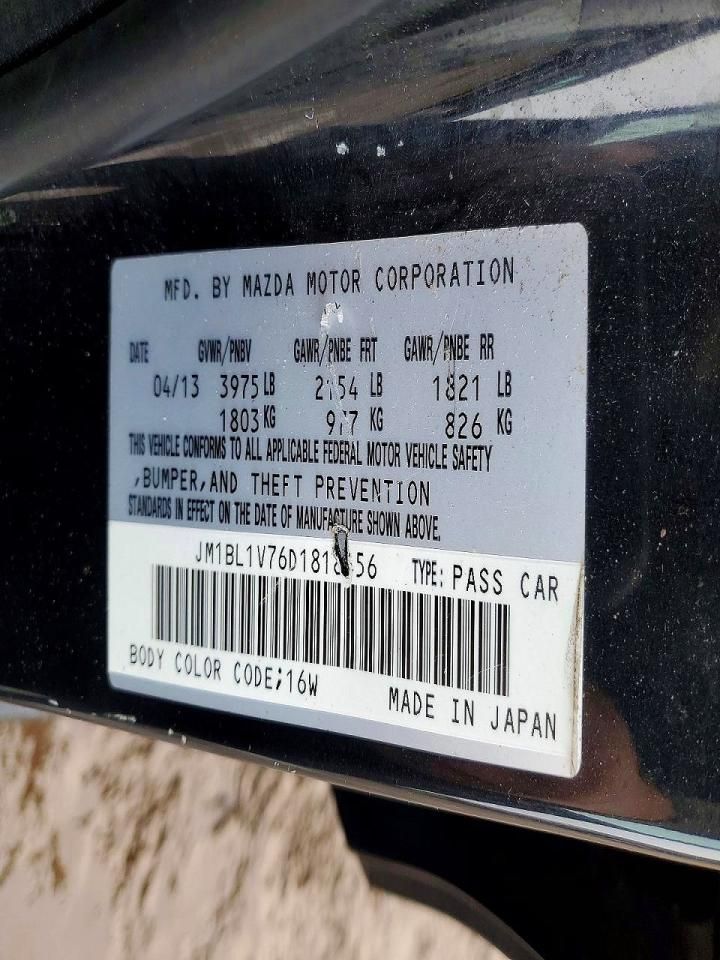 MFD. BY MAZDA MOTOR CORPORATION
DATE GVWR/PNBV GAWR/PNBE FRT GAWR/PNBE RR
04/13 3975 LB 2154 LB 1821 LB
1803 KG KG 826 KG
THIS VEHICLE CONFORMS TO ALL APPLICABLE FEDERAL MOTOR VEHICLE SAFETY
,BUMPER,AND THEFT PREVENTION
STANDARDS IN EFFECT ON THE DATE OF MANUFACTURE SHOWN ABOVE.
TYPE: PASS CAR
BODY COLOR CODE;16W
MADE IN JAPAN